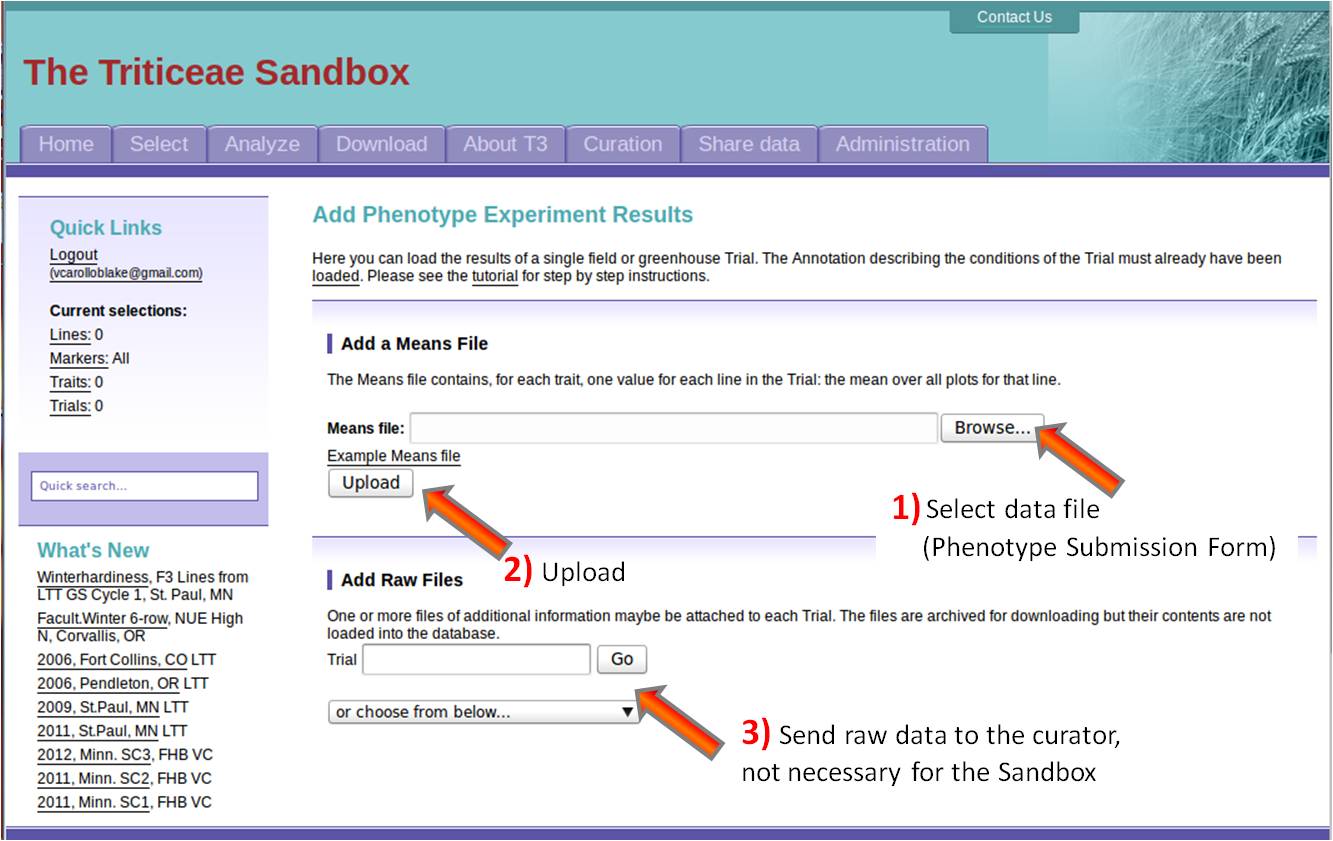 Contact Us
The Triticeae Sandbox
Home Select Analyze Download About T3 Curation Share data Administration
Quick Links
Logout
(vcarolloblake@gmail.com)
Current selections:
Lines: 0
Markers: All
Traits: 0
Trials: 0
Quick search...
What's New
Winterhardiness, F3 Lines from
LTT GS Cycle 1, St. Paul, MN
Facult.Winter 6-row, NUE High
N, Corvallis, OR
2006, Fort Collins, CO LTT
2006, Pendleton, OR LTT
2009, St.Paul, MN LTT
2011, St.Paul, MN LTT
2012, Minn. SC3, FHB VC
2011, Minn. SC2, FHB VC
2011, Minn. SC1, FHB VC
Add Phenotype Experiment Results
Here you can load the results of a single field or greenhouse Trial. The Annotation describing the conditions of the Trial must already have been
loaded. Please see the tutorial for step by step instructions.
Add a Means File
The Means file contains, for each trait, one value for each line in the Trial: the mean over all plots for that line.
Means file: Browse...
Example Means file
Upload
1) Select data file
(Phenotype Submission Form)
2) Upload
Add Raw Files
One or more files of additional information maybe be attached to each Trial. The files are archived for downloading but their contents are not
loaded into the database.
Trial Go
or choose from below...
3) Send raw data to the curator,
not necessary for the Sandbox